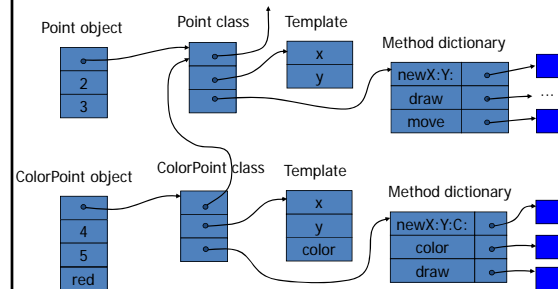 Point object
Point class
Template
Method dictionary
2
3
x
y
newX:Y:
draw
move
...
ColorPoint object
ColorPoint class
Template
Method dictionary
4
5
red
x
y
color
newX:Y:C:
color
draw